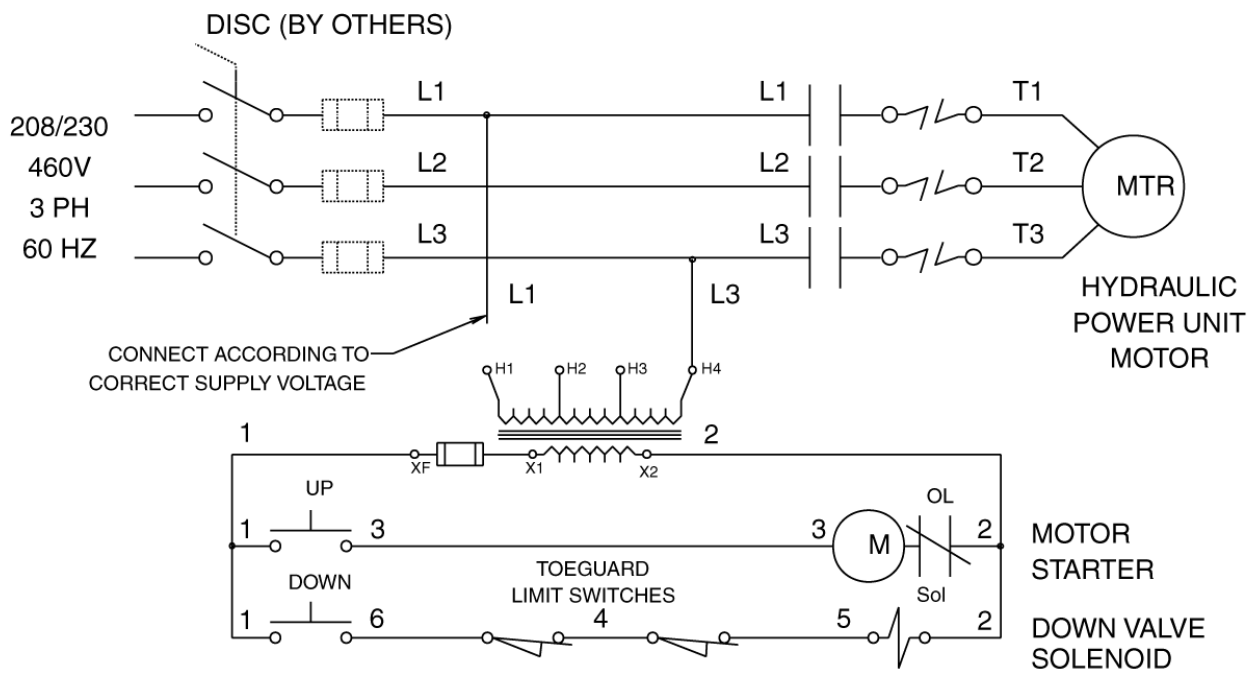 DISC (BY OTHERS)
208/230
460V
3 PH
60 HZ
L1
L1
T1
L2
L2
T2
MTR
L3
L3
T3
L1
L3
HYDRAULIC
POWER UNIT
MOTOR
CONNECT ACCORDING TO
CORRECT SUPPLY VOLTAGE
H1
H2
H3
H4
1
2
XF
X1
X2
UP
OL
1
3
3
M
2
MOTOR
STARTER
DOWN
TOEGUARD
LIMIT SWITCHES
Sol
1
6
4
5
2
DOWN VALVE
SOLENOID